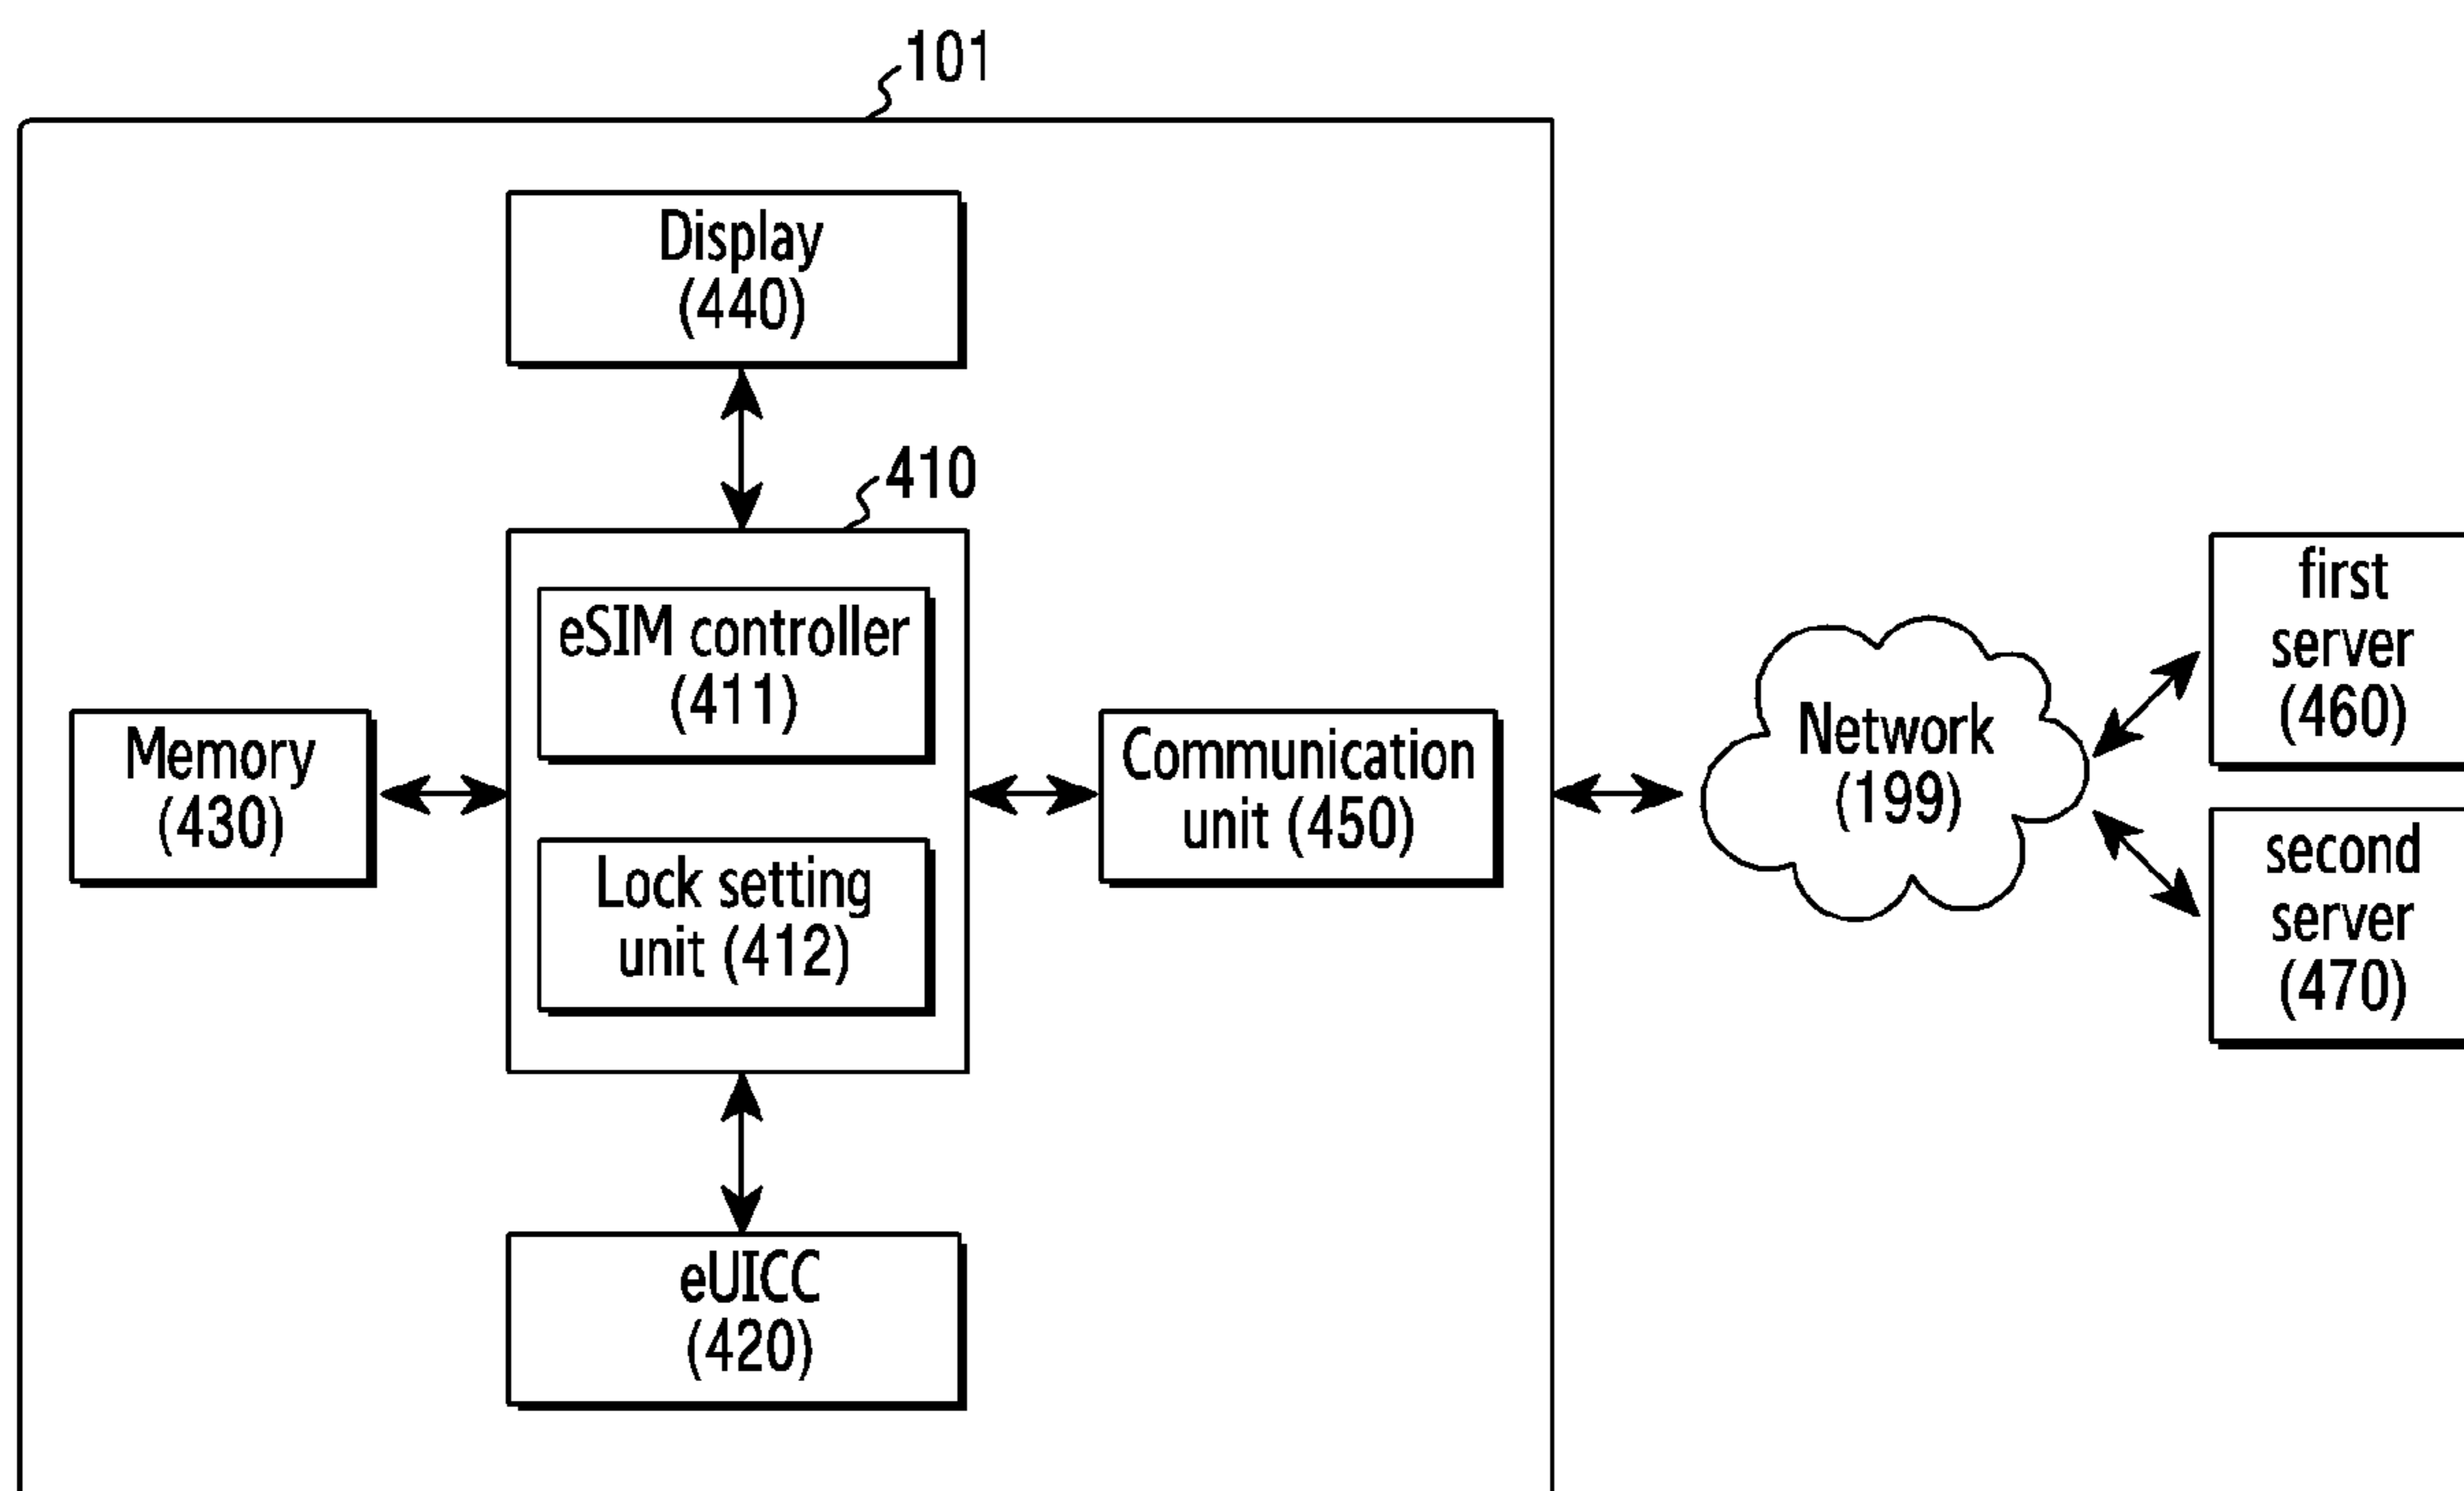 101
Display
(440)
410
eSIM controller
(411)
Lock setting
unit (412)
Memory
(430)
Communication
unit (450)
eUICC
(420)
Network
(199)
first
server
(460)
second
server
(470)